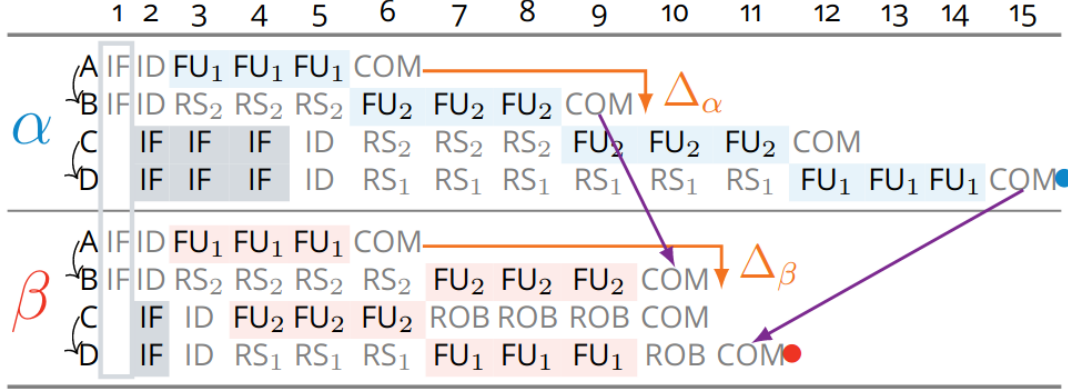 1 2 3 4 5 6 7 8 9 10 11 12 13 14 15
A IF ID FU₁ FU₁ FU₁ COM Δα
B IF ID RS₂ RS₂ RS₂ FU₂ FU₂ FU₂ COM
α
C IF IF IF ID RS₂ RS₂ RS₂ FU₂ FU₂ FU₂ COM
D IF IF IF ID RS₁ RS₁ RS₁ RS₁ RS₁ RS₁ FU₁ FU₁ FU₁ COM
A IF ID FU₁ FU₁ FU₁ COM Δβ
B IF ID RS₂ RS₂ RS₂ RS₂ FU₂ FU₂ FU₂ COM
β
C IF ID FU₂ FU₂ FU₂ ROB ROB ROB COM
D IF ID RS₁ RS₁ RS₁ FU₁ FU₁ FU₁ ROB COM